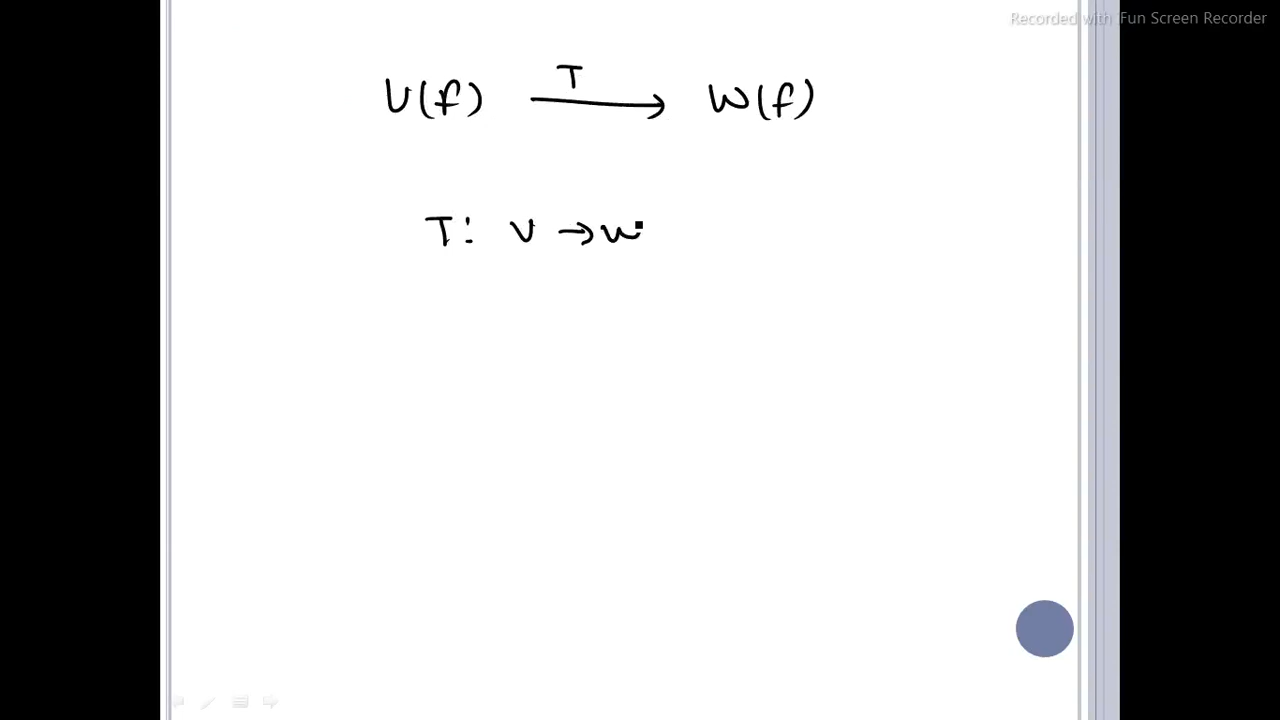 Recorded with Fun Screen Recorder
T
V(f) → W(f)
T: V → W